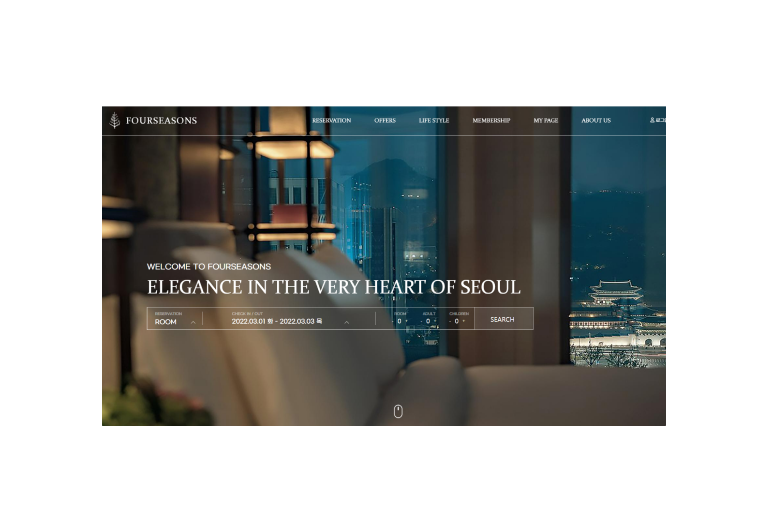 FOURSEASONS
RESERVATION OFFERS LIFE STYLE MEMBERSHIP MY PAGE ABOUT US
WELCOME TO FOURSEASONS
ELEGANCE IN THE VERY HEART OF SEOUL
RESERVATION CHECK IN / OUT ROOM ADULT CHILDREN
ROOM 2022.03.01 화 - 2022.03.03 목 - 0 + - 0 + - 0 + SEARCH